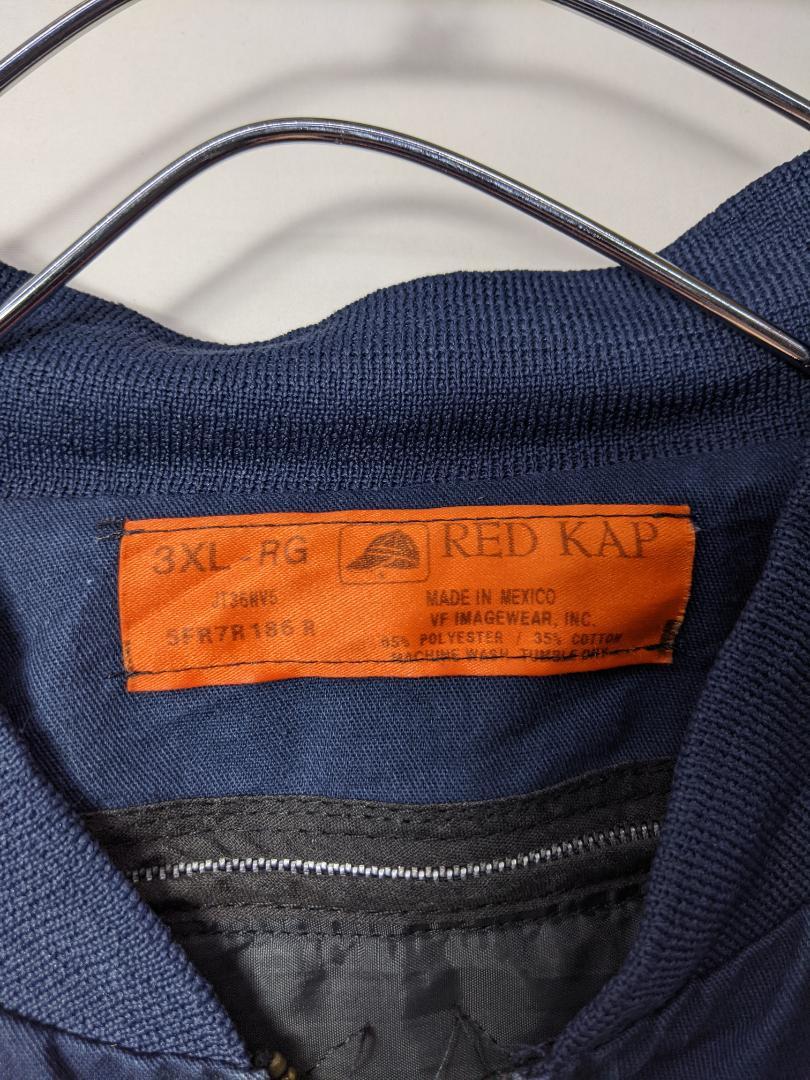 3XL - RG
RED KAP
JT36NV5
MADE IN MEXICO
VF IMAGEWEAR, INC.
5FR7R186 R
65% POLYESTER / 35% COTTON
MACHINE WASH, TUMBLE DRY